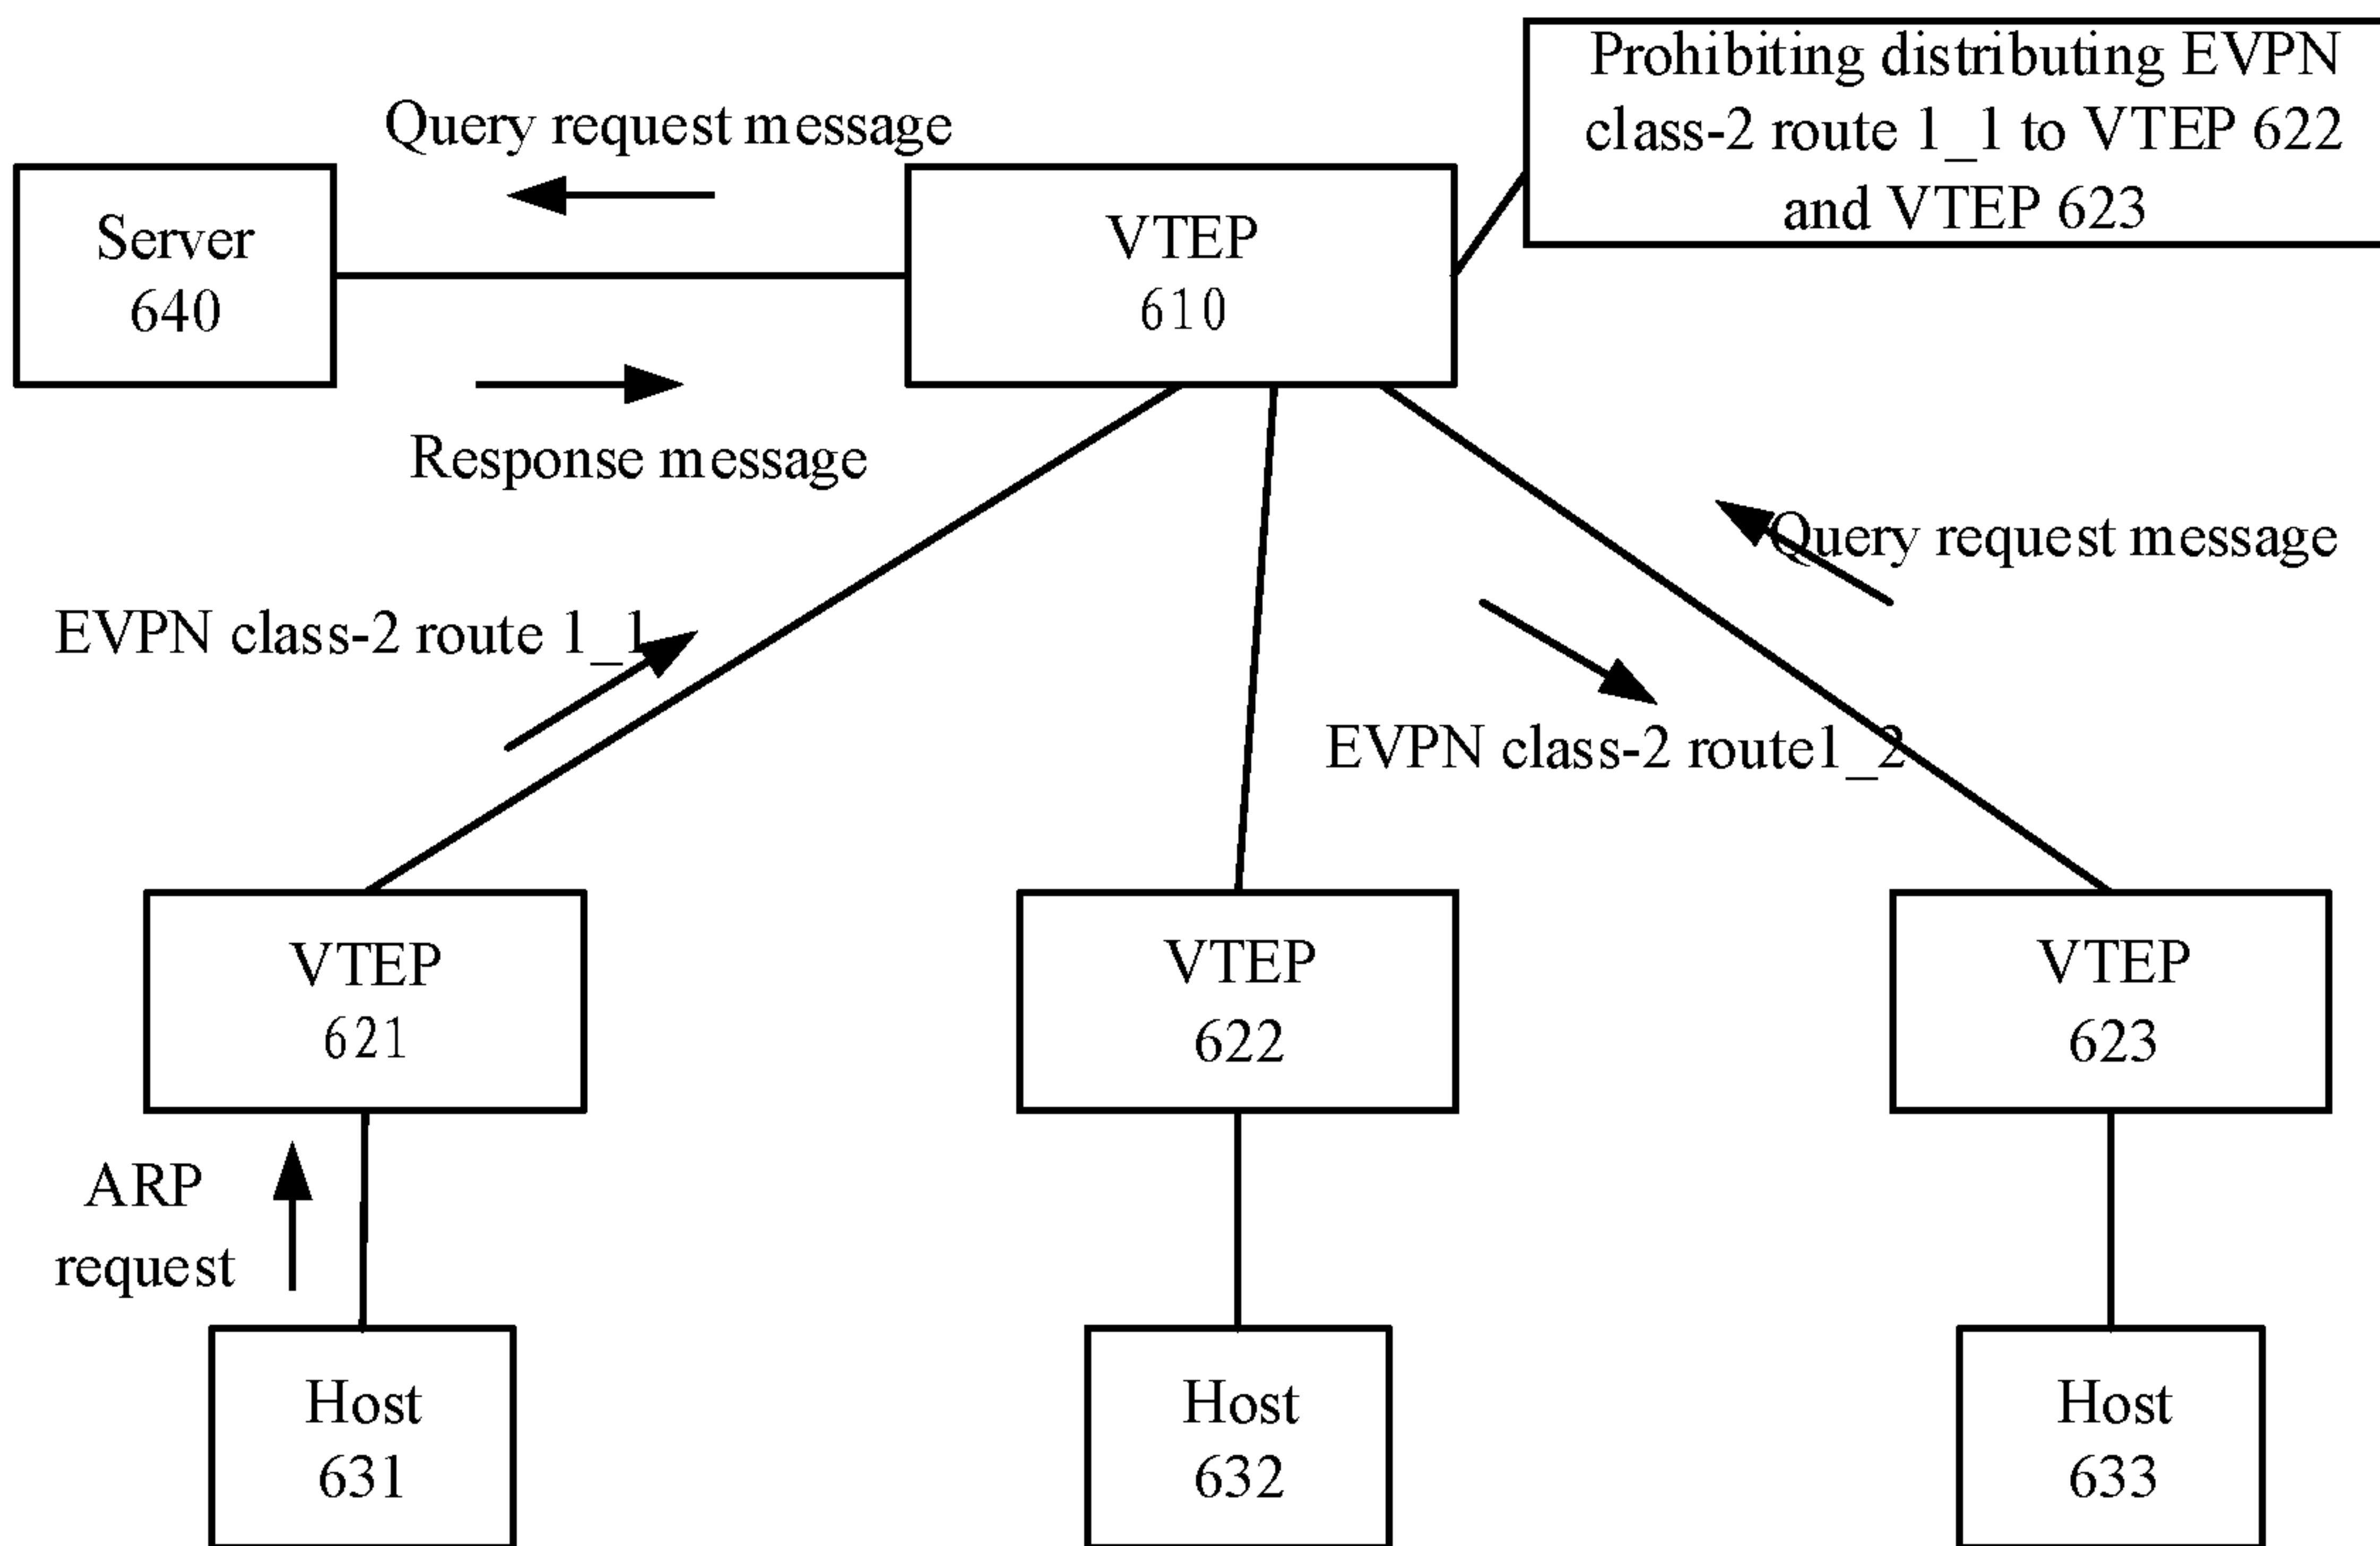 Prohibiting distributing EVPN
class-2 route 1_1 to VTEP 622
and VTEP 623
Query request message
Server
640
VTEP
610
Response message
Query request message
EVPN class-2 route 1_1
EVPN class-2 route1_2
VTEP
621
VTEP
622
VTEP
623
ARP
request
Host
631
Host
632
Host
633